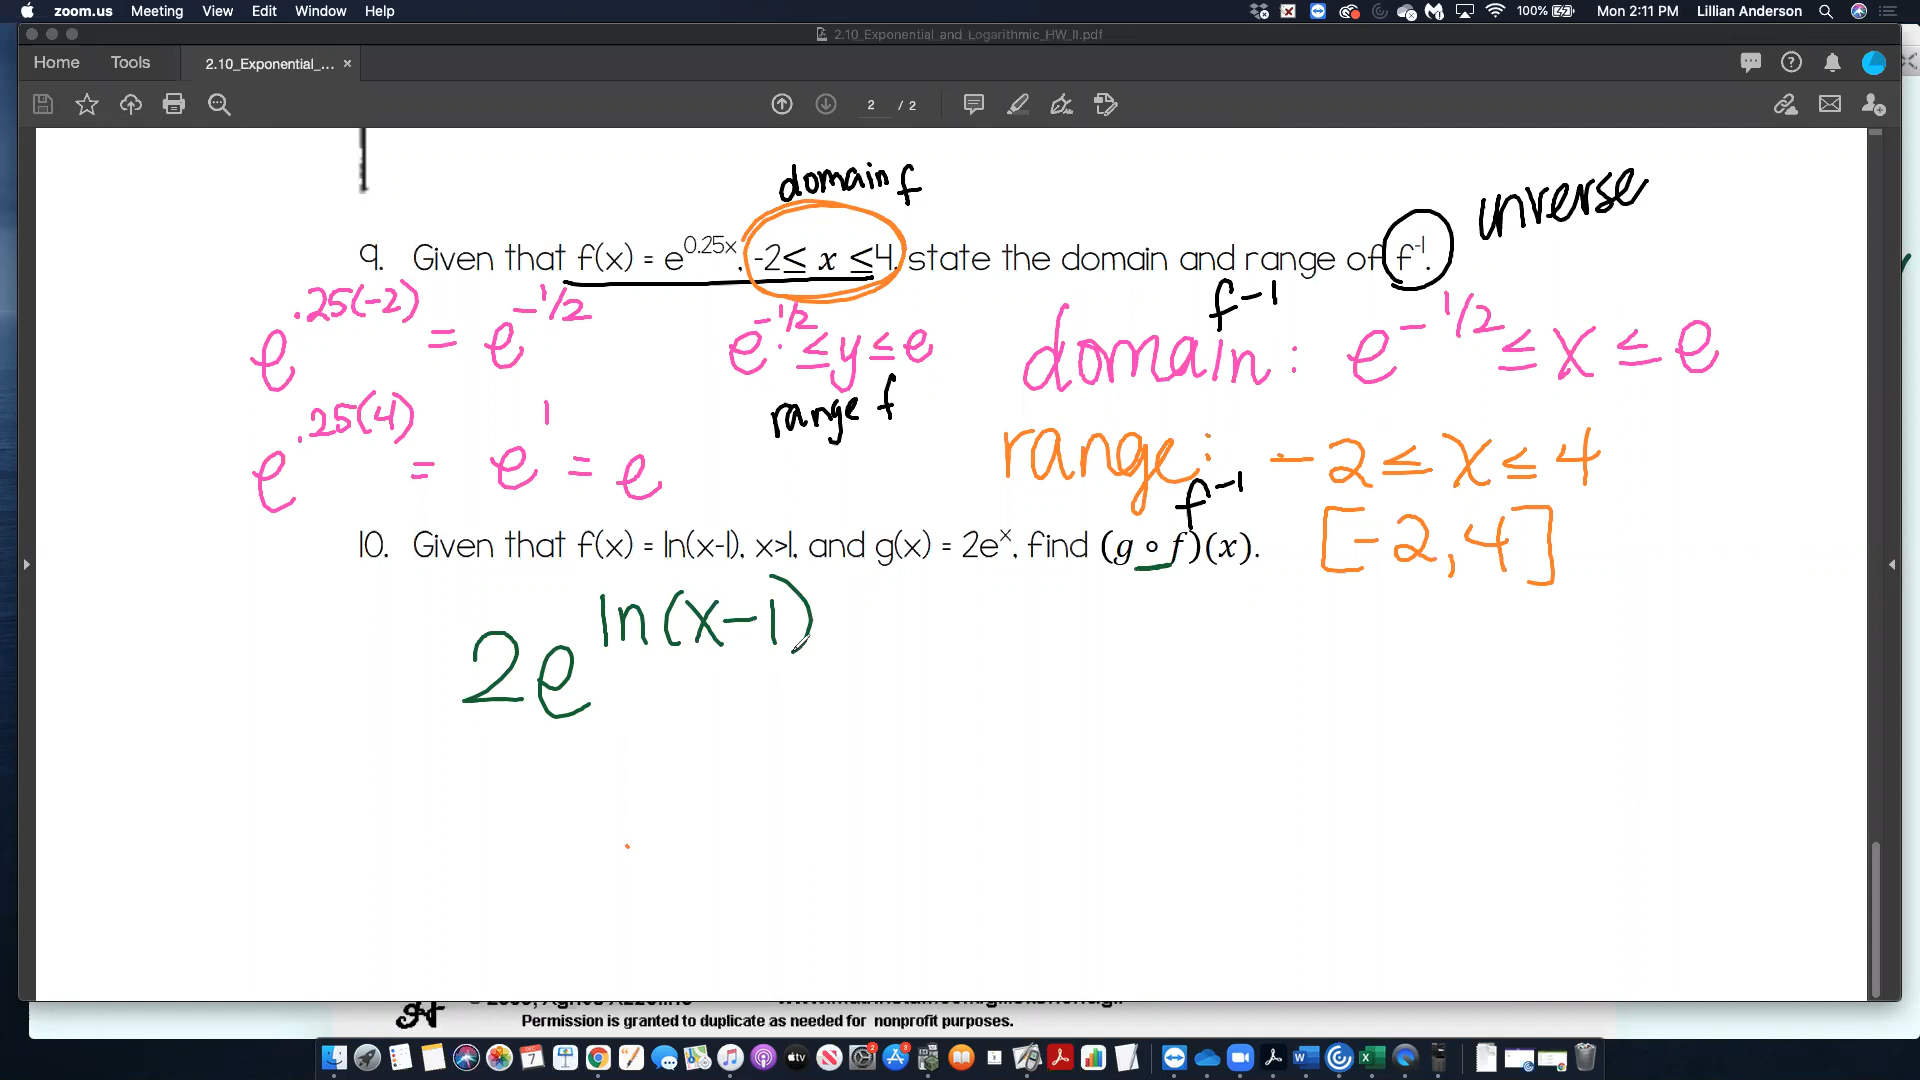 zoom.us Meeting View Edit Window Help 100% Mon 2:11 PM Lillian Anderson
2.10_Exponential_and_Logarithmic_HW_II.pdf
Home Tools 2.10_Exponential_... ×
2 / 2
domain f
inverse
9. Given that f(x) = e^0.25x, -2≤ x ≤4, state the domain and range of f^-1.
e^.25(-2) = e^-1/2
e^-1/2 ≤ y ≤ e
range f
f-1
domain: e^-1/2 ≤ x ≤ e
e^.25(4) = e^1 = e
range: -2 ≤ x ≤ 4
f-1
[-2,4]
10. Given that f(x) = ln(x-1), x>1, and g(x) = 2e^x, find (g ∘ f)(x).
2e^ln(x-1)
Permission is granted to duplicate as needed for nonprofit purposes.